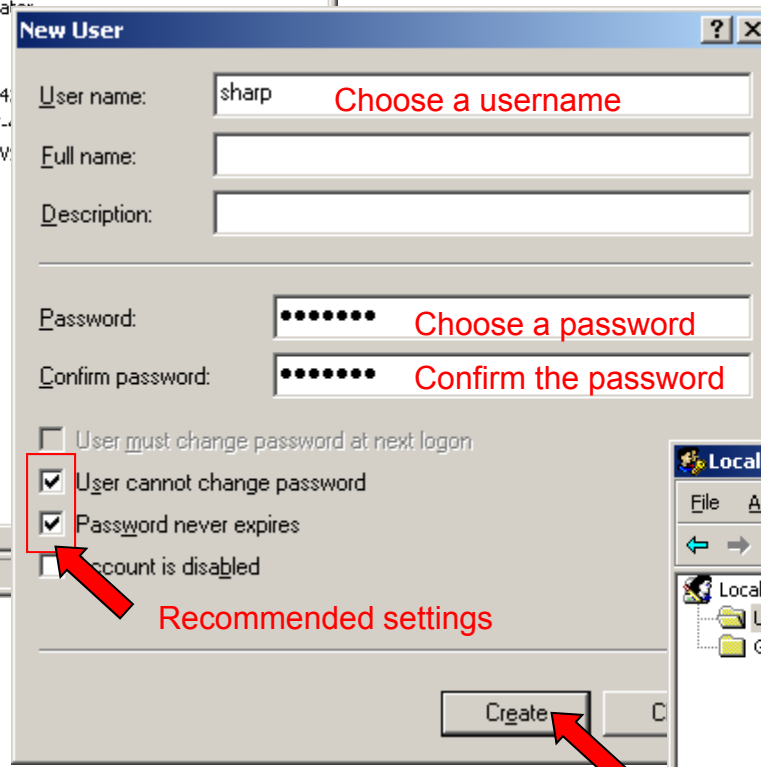 New User
User name: sharp Choose a username
Full name:
Description:
Password: ••••••• Choose a password
Confirm password: ••••••• Confirm the password
User must change password at next logon
User cannot change password
Password never expires
Account is disabled
Recommended settings
Create C
Local
File A
Local